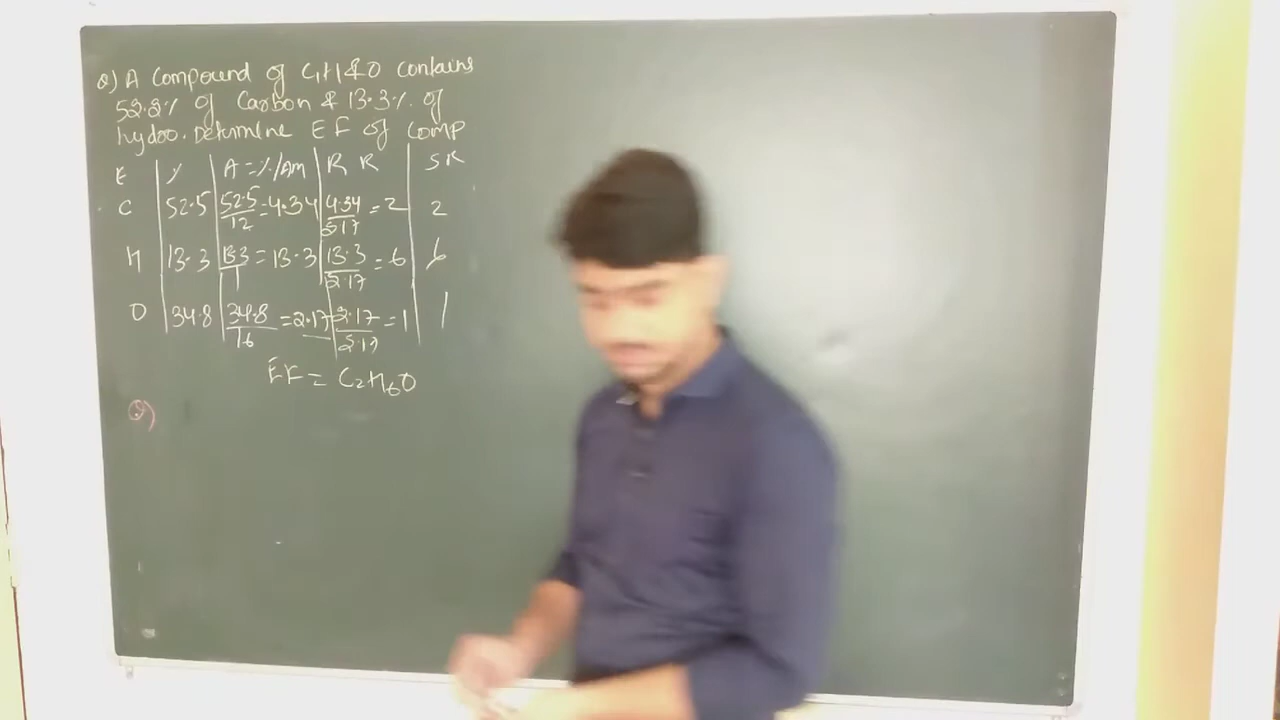 Q) A Compound of C,H,&O contains
52.2% of Carbon & 13.3% of
hydro. Determine EF of Comp
E % A=%/Am R R S R
C 52.5 52.5/12=4.34 4.34/2.17=2 2
H 13.3 13.3/1=13.3 13.3/2.17=6 6
O 34.8 34.8/16=2.17 2.17/2.17=1 1
EF = C₂H₆O
Q)